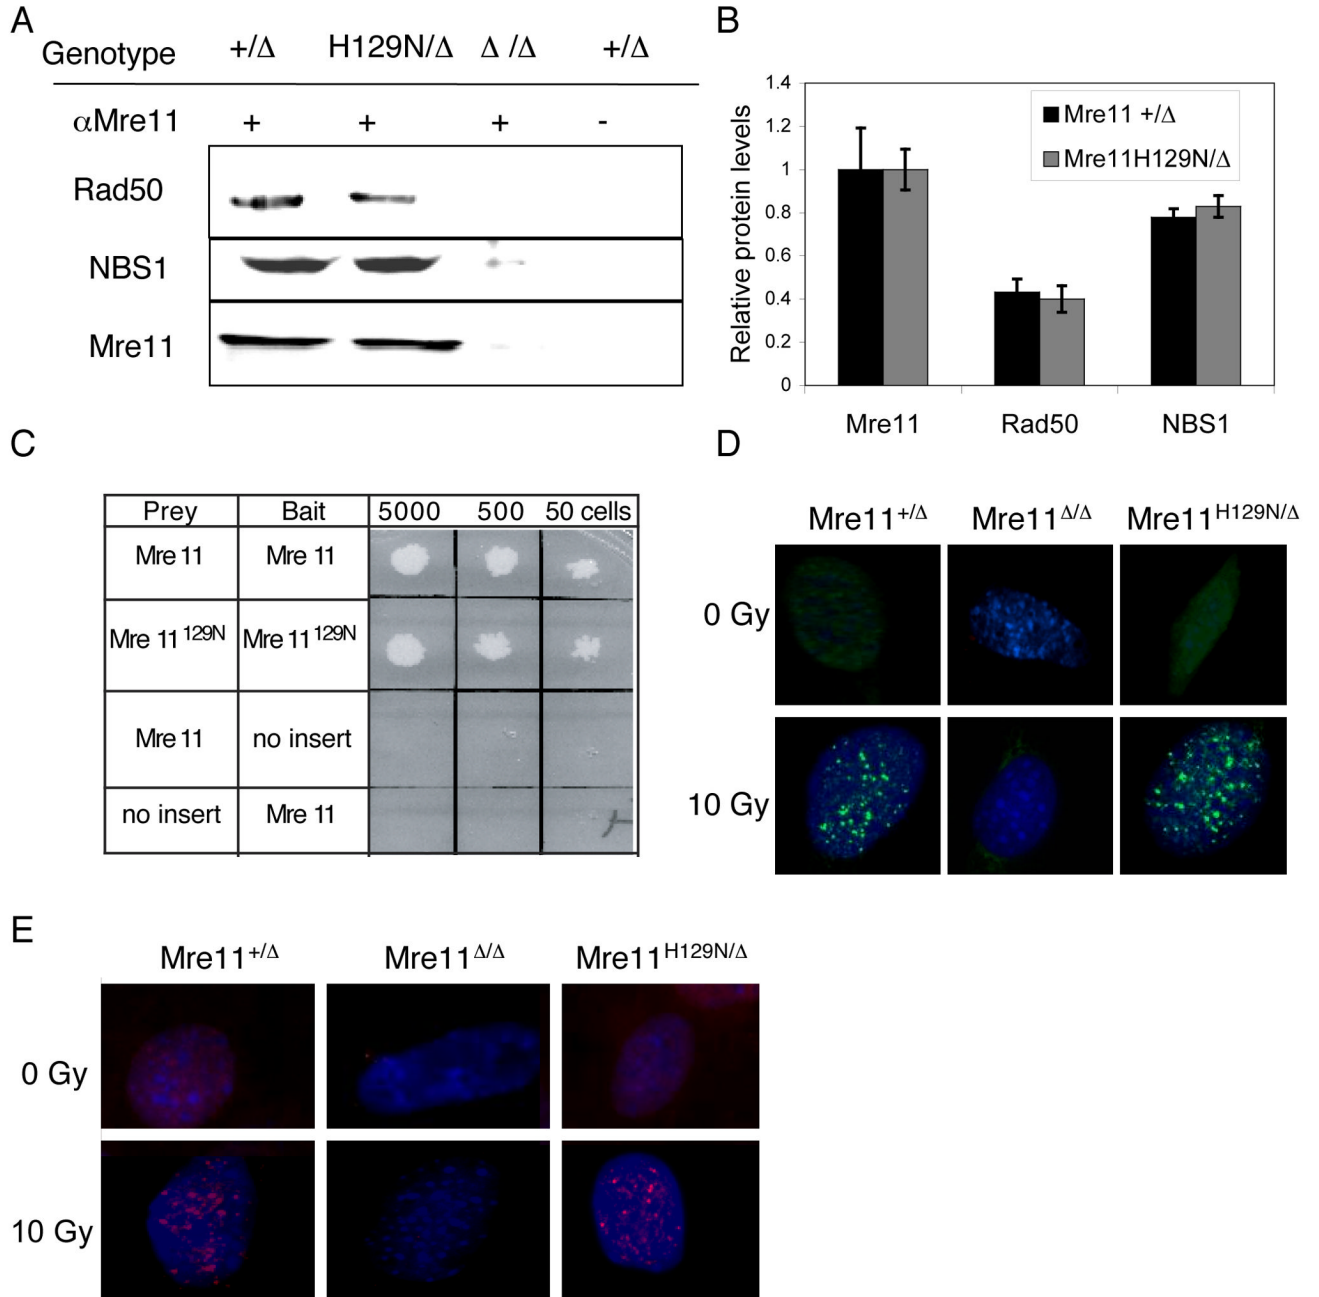 A
Genotype +/Δ H129N/Δ Δ /Δ +/Δ
αMre11 + + + -
Rad50
NBS1
Mre11
B
Relative protein levels
1.4
1.2
1
0.8
0.6
0.4
0.2
0
Mre11 +/Δ
Mre11H129N/Δ
Mre11 Rad50 NBS1
C
Prey Bait 5000 500 50 cells
Mre 11 Mre 11
Mre 11 129N Mre 11 129N
Mre 11 no insert
no insert Mre 11
D
Mre11+/Δ Mre11Δ/Δ Mre11H129N/Δ
0 Gy
10 Gy
E
Mre11+/Δ Mre11Δ/Δ Mre11H129N/Δ
0 Gy
10 Gy